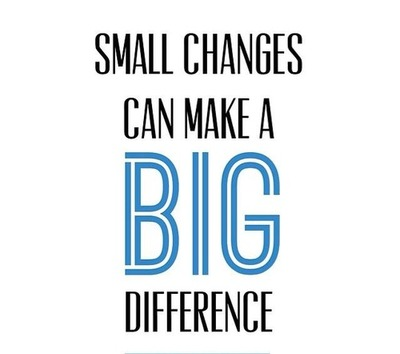 SMALL CHANGES
CAN MAKE A
BIG
DIFFERENCE